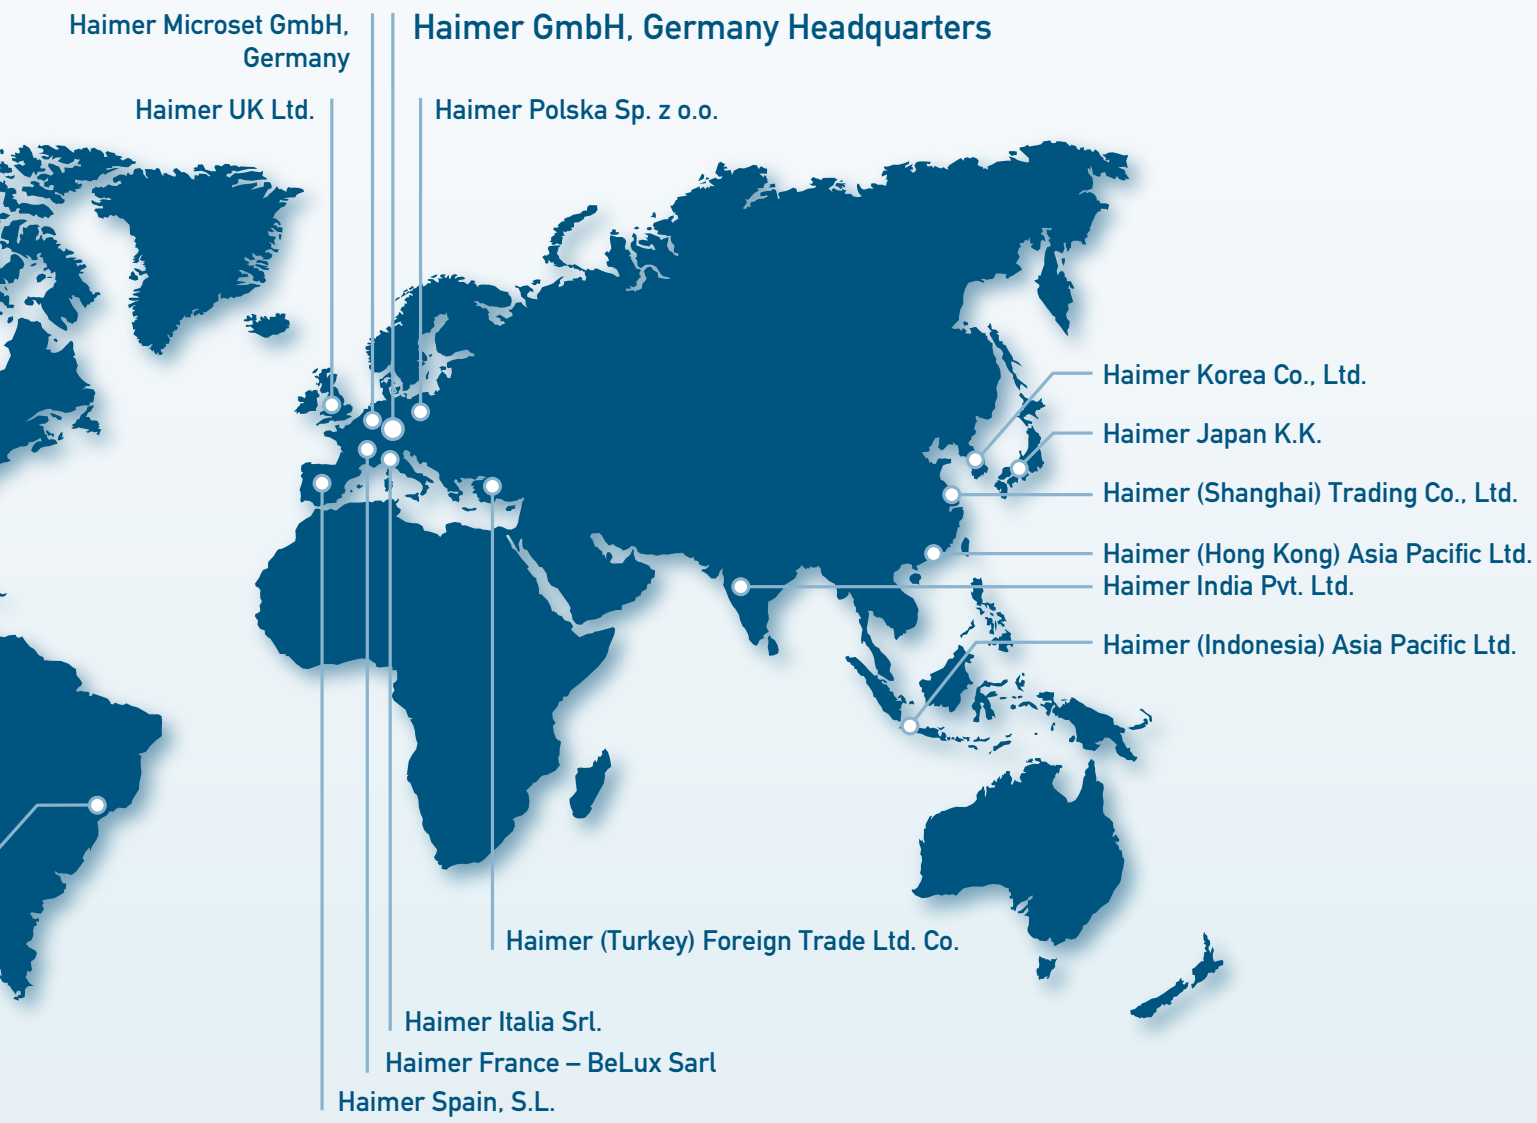 Haimer Microset GmbH,
Germany
Haimer GmbH, Germany Headquarters
Haimer UK Ltd.
Haimer Polska Sp. z o.o.
Haimer Korea Co., Ltd.
Haimer Japan K.K.
Haimer (Shanghai) Trading Co., Ltd.
Haimer (Hong Kong) Asia Pacific Ltd.
Haimer India Pvt. Ltd.
Haimer (Indonesia) Asia Pacific Ltd.
Haimer (Turkey) Foreign Trade Ltd. Co.
Haimer Italia Srl.
Haimer France – BeLux Sarl
Haimer Spain, S.L.